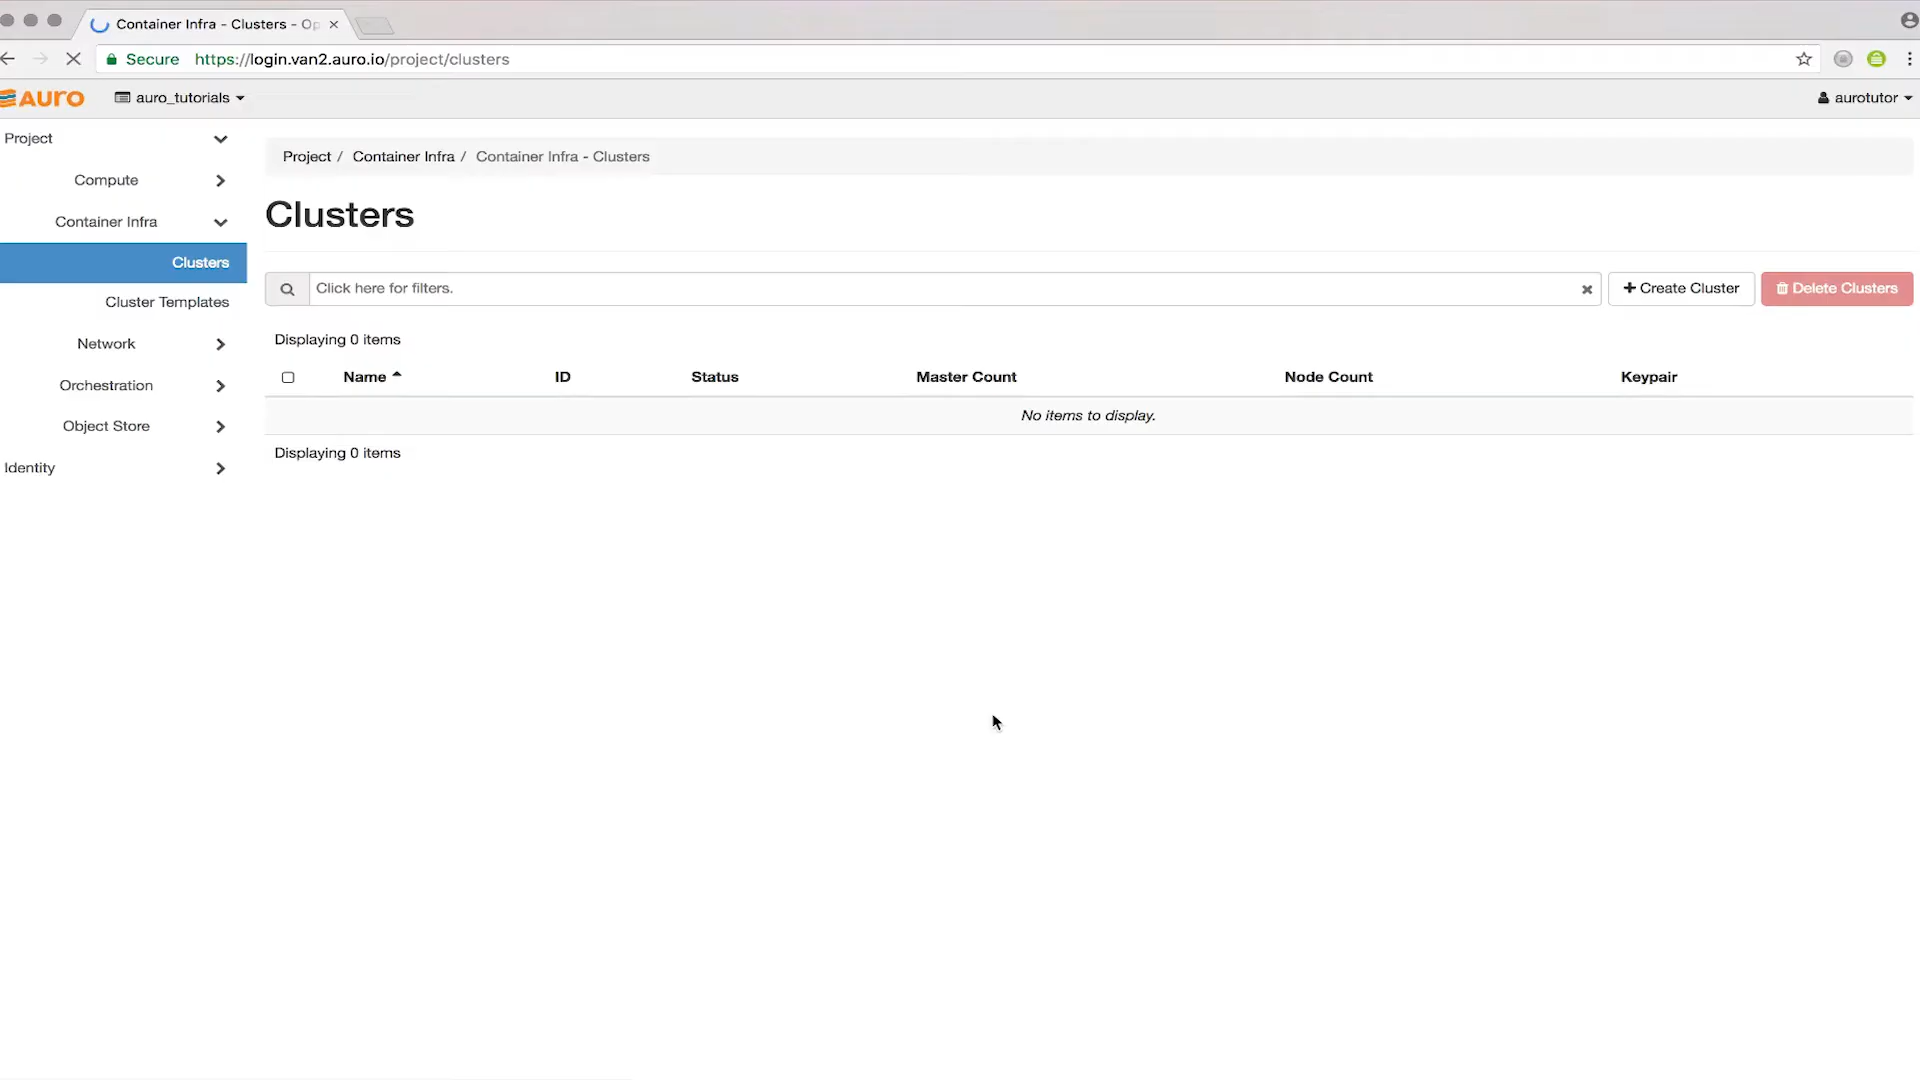 Container Infra - Clusters - Op
Secure https://login.van2.auro.io/project/clusters
AURO auro_tutorials aurotutor
Project
Project / Container Infra / Container Infra - Clusters
Compute
Container Infra
Clusters
Clusters
Cluster Templates
Click here for filters.
Create Cluster
Delete Clusters
Network
Displaying 0 items
Orchestration
Name ID Status Master Count Node Count Keypair
Object Store
No items to display.
Identity
Displaying 0 items